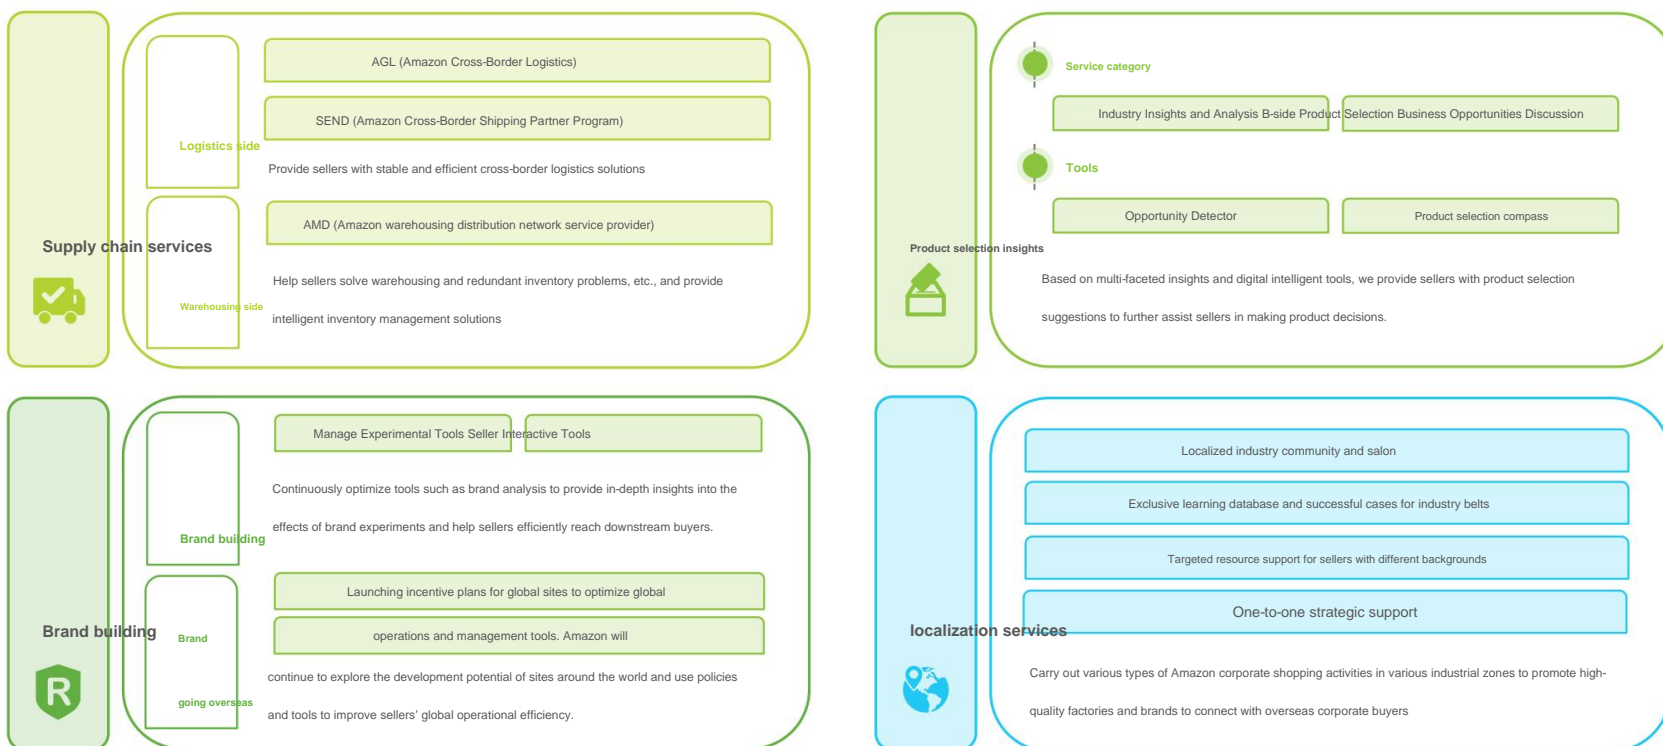 Supply chain services
Logistics side
AGL (Amazon Cross-Border Logistics)
SEND (Amazon Cross-Border Shipping Partner Program)
Provide sellers with stable and efficient cross-border logistics solutions
Warehousing side
AMD (Amazon warehousing distribution network service provider)
Help sellers solve warehousing and redundant inventory problems, etc., and provide
intelligent inventory management solutions
Product selection insights
Service category
Industry Insights and Analysis B-side Product Selection Business Opportunities Discussion
Tools
Opportunity Detector
Product selection compass
Based on multi-faceted insights and digital intelligent tools, we provide sellers with product selection
suggestions to further assist sellers in making product decisions.
Brand building
R
Brand building
Manage Experimental Tools Seller Interactive Tools
Continuously optimize tools such as brand analysis to provide in-depth insights into the
effects of brand experiments and help sellers efficiently reach downstream buyers.
Brand
going overseas
Launching incentive plans for global sites to optimize global
operations and management tools. Amazon will
continue to explore the development potential of sites around the world and use policies
and tools to improve sellers' global operational efficiency.
localization services
Localized industry community and salon
Exclusive learning database and successful cases for industry belts
Targeted resource support for sellers with different backgrounds
One-to-one strategic support
Carry out various types of Amazon corporate shopping activities in various industrial zones to promote high-
quality factories and brands to connect with overseas corporate buyers